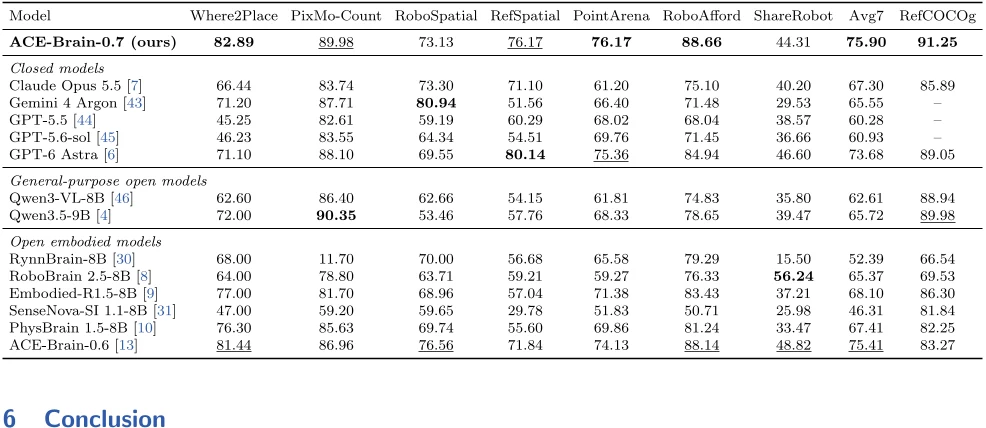 Model Where2Place PixMo-Count RoboSpatial RefSpatial PointArena RoboAfford ShareRobot Avg7 RefCOCOg
ACE-Brain-0.7 (ours) 82.89 89.98 73.13 76.17 76.17 88.66 44.31 75.90 91.25
Closed models
Claude Opus 5.5 [7] 66.44 83.74 73.30 71.10 61.20 75.10 40.20 67.30 85.89
Gemini 4 Argon [43] 71.20 87.71 80.94 51.56 66.40 71.48 29.53 65.55 –
GPT-5.5 [44] 45.25 82.61 59.19 60.29 68.02 68.04 38.57 60.28 –
GPT-5.6-sol [45] 46.23 83.55 64.34 54.51 69.76 71.45 36.66 60.93 –
GPT-6 Astra [6] 71.10 88.10 69.55 80.14 75.36 84.94 46.60 73.68 89.05
General-purpose open models
Qwen3-VL-8B [46] 62.60 86.40 62.66 54.15 61.81 74.83 35.80 62.61 88.94
Qwen3.5-9B [4] 72.00 90.35 53.46 57.76 68.33 78.65 39.47 65.72 89.98
Open embodied models
RynnBrain-8B [30] 68.00 11.70 70.00 56.68 65.58 79.29 15.50 52.39 66.54
RoboBrain 2.5-8B [8] 64.00 78.80 63.71 59.21 59.27 76.33 56.24 65.37 69.53
Embodied-R1.5-8B [9] 77.00 81.70 68.96 57.04 71.38 83.43 37.21 68.10 86.30
SenseNova-SI 1.1-8B [31] 47.00 59.20 59.65 29.78 51.83 50.71 25.98 46.31 81.84
PhysBrain 1.5-8B [10] 76.30 85.63 69.74 55.60 69.86 81.24 33.47 67.41 82.25
ACE-Brain-0.6 [13] 81.44 86.96 76.56 71.84 74.13 88.14 48.82 75.41 83.27
6 Conclusion